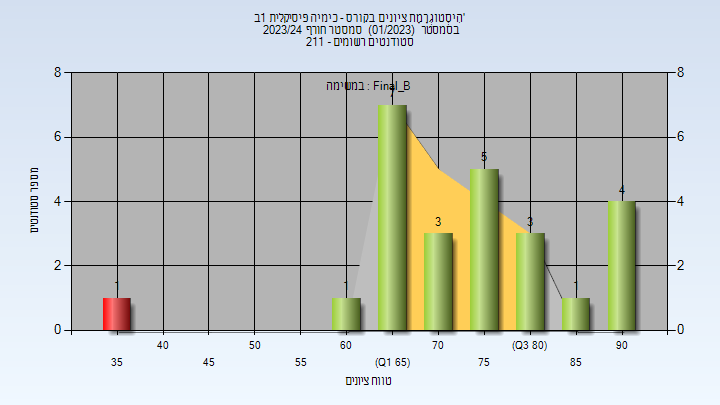 הִיסְטוֹגְרָמַת ציונים בקורס - כימיה פיסיקלית 1ב'
בסמסטר (01/2023) סמסטר חורף 2023/24
סטודנטים רשומים - 211
במשימה : Final_B
מספר סטודנטים
8 8
6 6
4 4
2 2
0 0
1 1 7 3 5 3 1 4
40 50 60 70 (Q3 80) 90
35 45 55 (Q1 65) 75 85
טווח ציונים